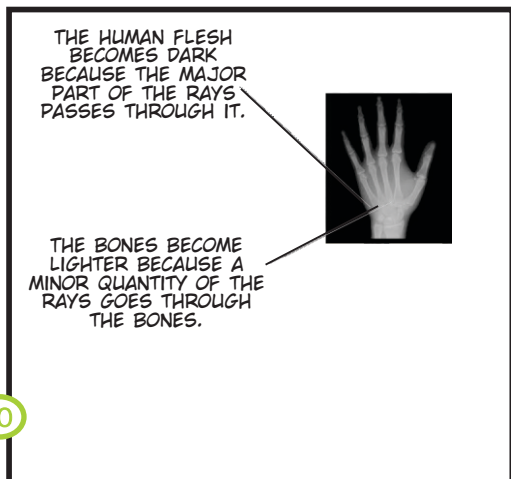 THE HUMAN FLESH
BECOMES DARK
BECAUSE THE MAJOR
PART OF THE RAYS
PASSES THROUGH IT.
THE BONES BECOME
LIGHTER BECAUSE A
MINOR QUANTITY OF THE
RAYS GOES THROUGH
THE BONES.